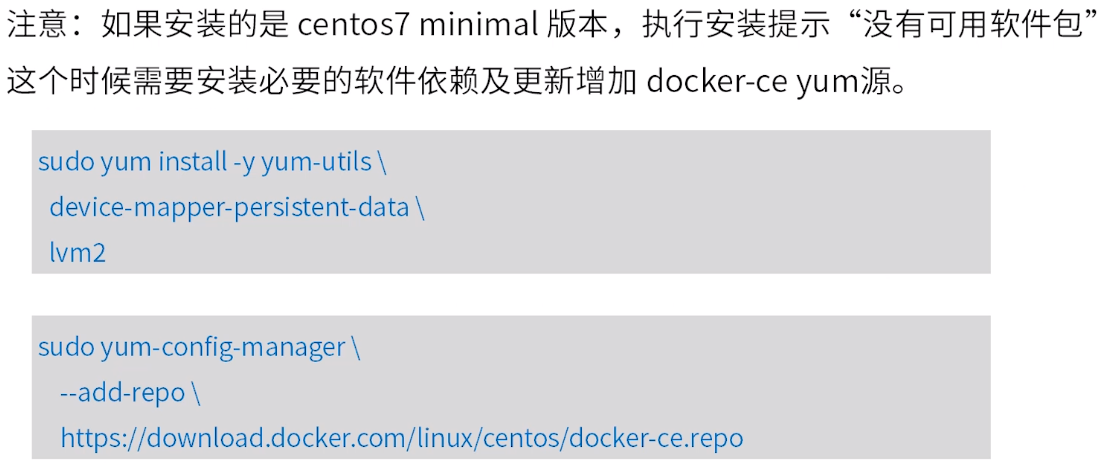 注意：如果安装的是 centos7 minimal 版本，执行安装提示“没有可用软件包”
这个时候需要安装必要的软件依赖及更新增加 docker-ce yum源。
sudo yum install -y yum-utils \
device-mapper-persistent-data \
lvm2
sudo yum-config-manager \
--add-repo \
https://download.docker.com/linux/centos/docker-ce.repo